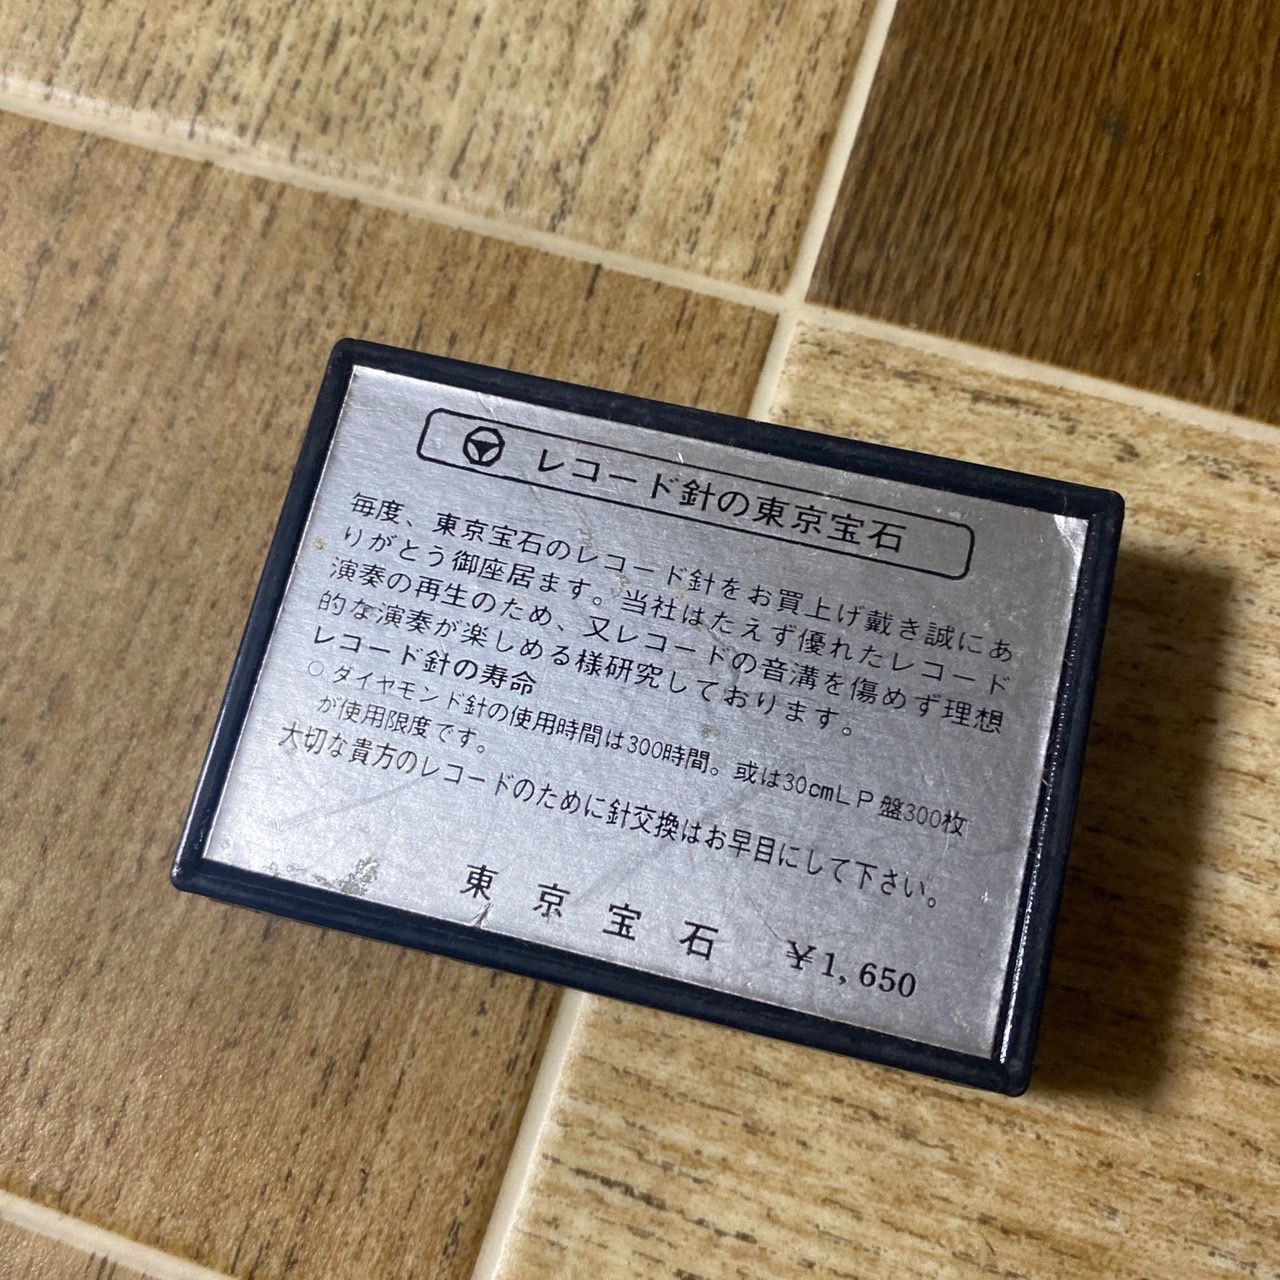 レコード針の東京宝石
毎度、東京宝石のレコード針をお買上げ戴き誠にあ
りがとう御座居ます。当社はたえず優れたレコード
演奏の再生のため、又レコードの音溝を傷めず理想
的な演奏が楽しめる様研究しております。
レコード針の寿命
○ダイヤモンド針の使用時間は300時間。或は30cmLP盤300枚
が使用限度です。
大切な貴方のレコードのために針交換はお早目にして下さい。
東京宝石 ¥1,650